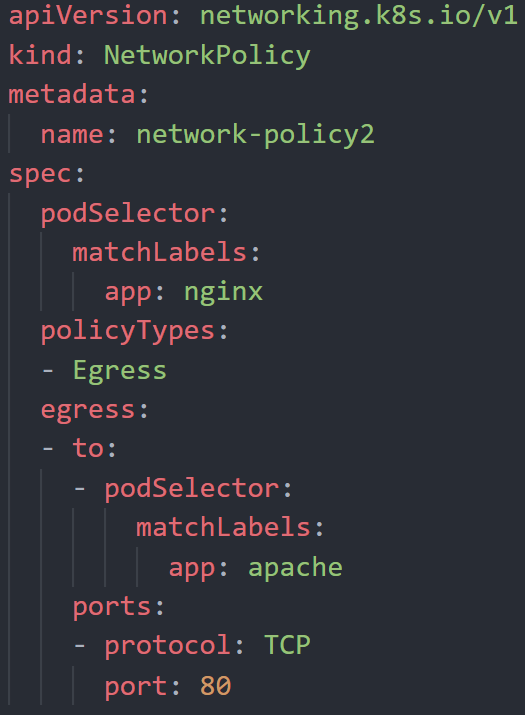 apiVersion: networking.k8s.io/v1
kind: NetworkPolicy
metadata:
  name: network-policy2
spec:
  podSelector:
    matchLabels:
      app: nginx
  policyTypes:
  - Egress
  egress:
  - to:
    - podSelector:
        matchLabels:
          app: apache
    ports:
    - protocol: TCP
      port: 80